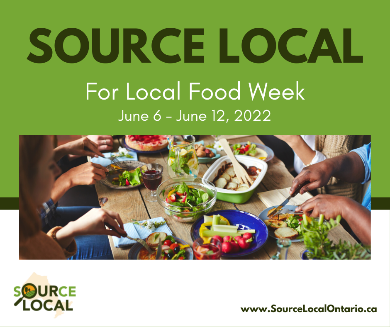 SOURCE LOCAL
For Local Food Week
June 6 - June 12, 2022
SOURCE
LOCAL
www.SourceLocalOntario.ca